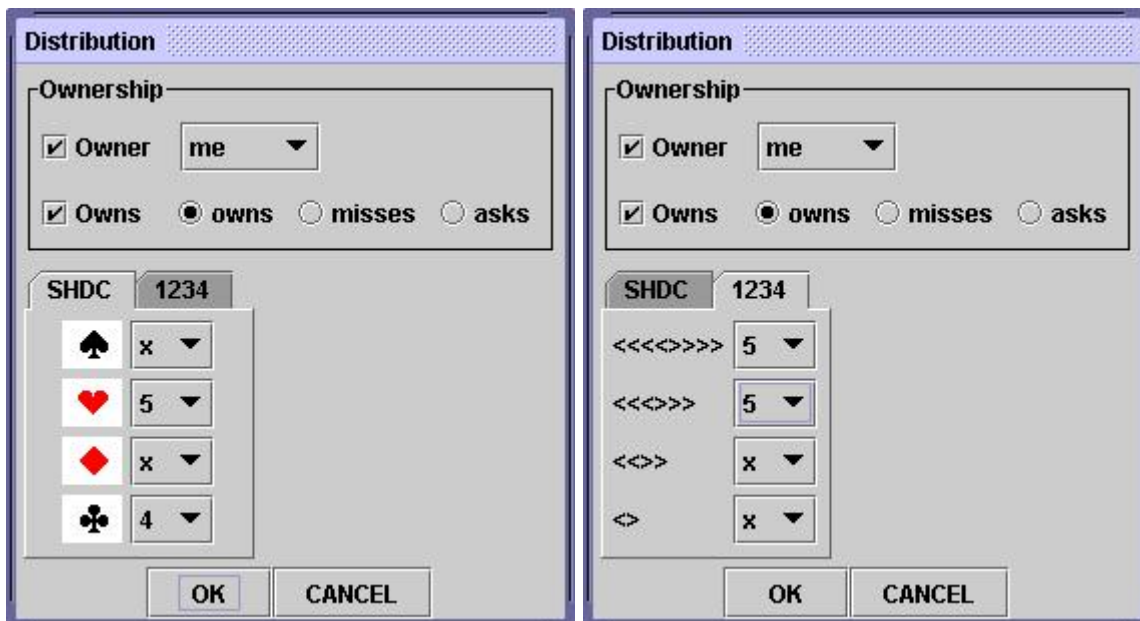 Distribution
Ownership
Owner me
Owns owns misses asks
SHDC 1234
x
5
x
4
OK CANCEL
Distribution
Ownership
Owner me
Owns owns misses asks
SHDC 1234
<<<<>>>> 5
<<<>>> 5
<<>> x
<> x
OK CANCEL